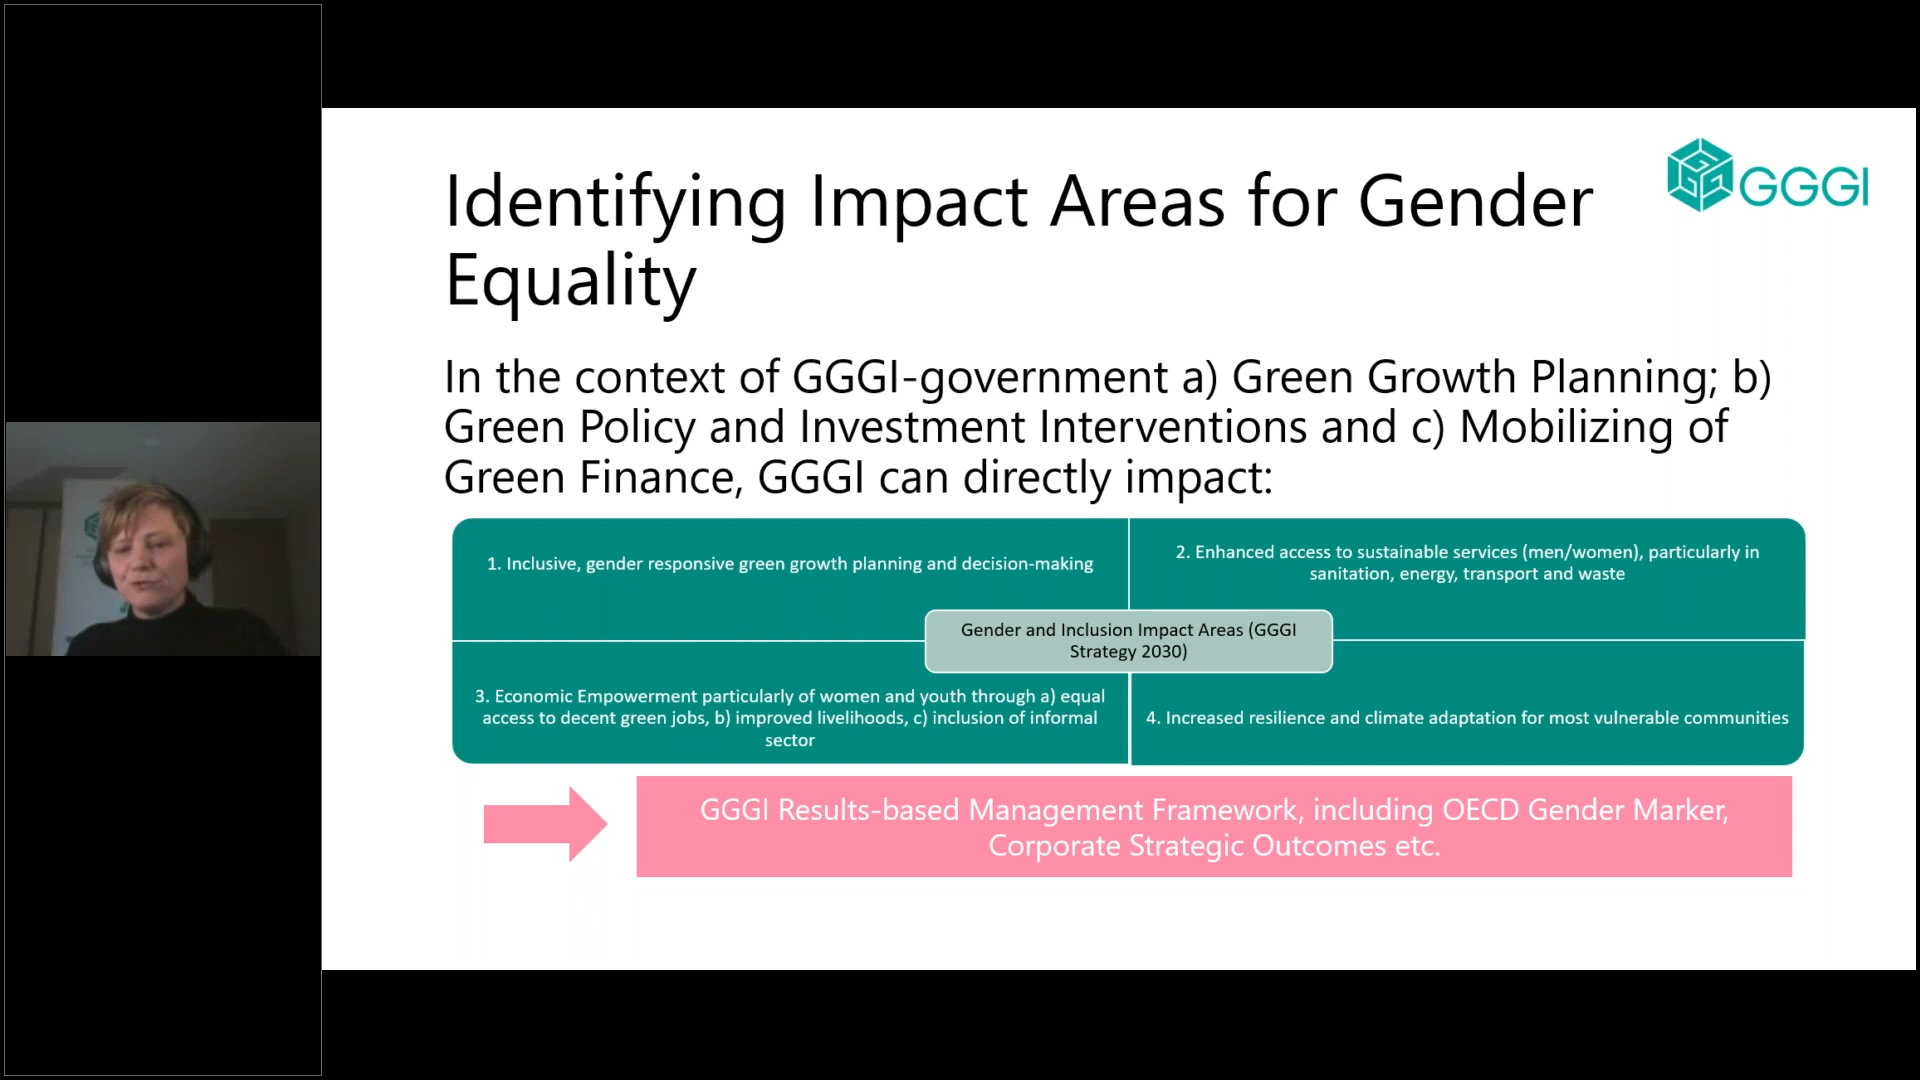 GGGI
Identifying Impact Areas for Gender
Equality
In the context of GGGI-government a) Green Growth Planning; b)
Green Policy and Investment Interventions and c) Mobilizing of
Green Finance, GGGI can directly impact:
1. Inclusive, gender responsive green growth planning and decision-making
2. Enhanced access to sustainable services (men/women), particularly in
sanitation, energy, transport and waste
Gender and Inclusion Impact Areas (GGGI
Strategy 2030)
3. Economic Empowerment particularly of women and youth through a) equal
access to decent green jobs, b) improved livelihoods, c) inclusion of informal
sector
4. Increased resilience and climate adaptation for most vulnerable communities
GGGI Results-based Management Framework, including OECD Gender Marker,
Corporate Strategic Outcomes etc.